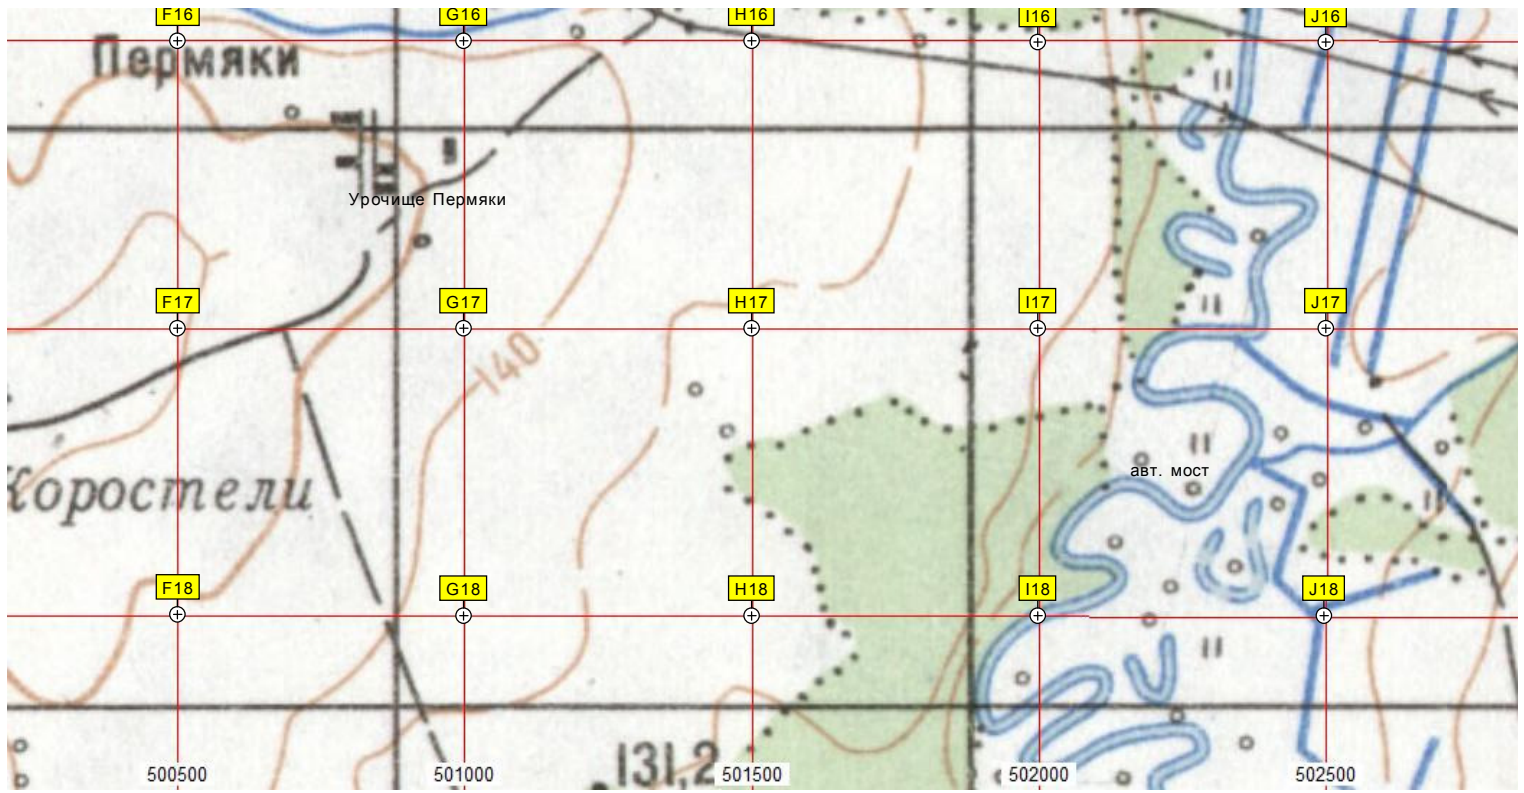 F16 G16 H16 I16 J16
Пермяки
Урочище Пермяки
F17 G17 H17 I17 J17
140
авт. мост
Коростели
F18 G18 H18 I18 J18
131,2
500500 501000 501500 502000 502500